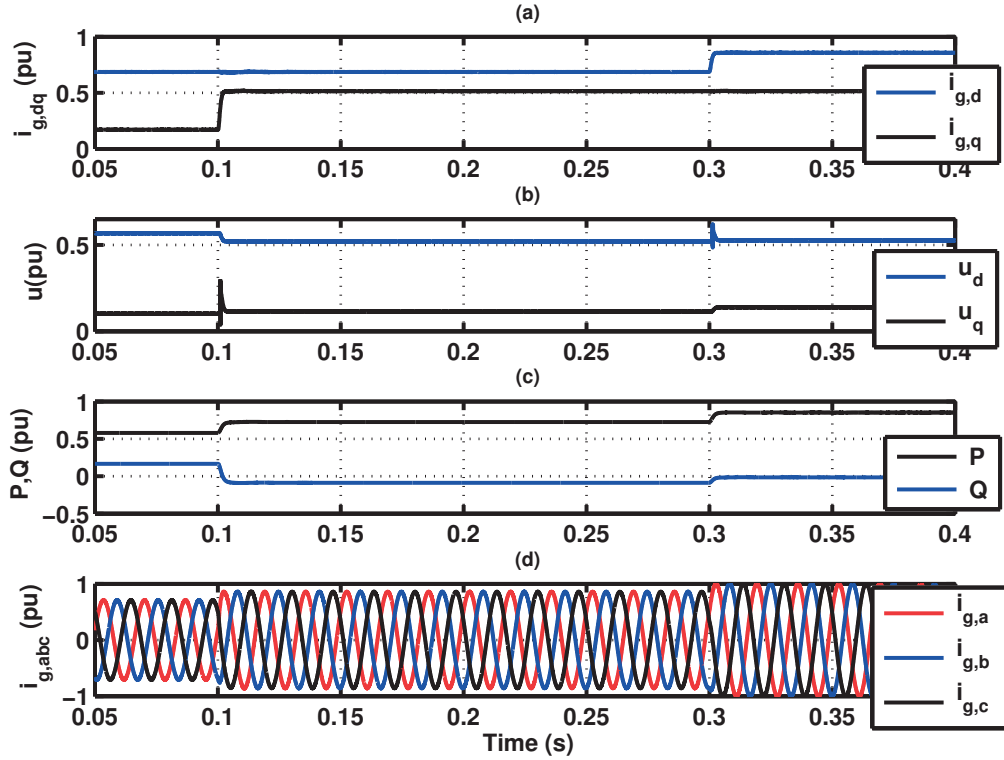 (a)
i_g,dq (pu)
1
0.5
0
i_g,d
i_g,q
0.05 0.1 0.15 0.2 0.25 0.3 0.35 0.4
(b)
u(pu)
0.5
0
u_d
u_q
0.05 0.1 0.15 0.2 0.25 0.3 0.35 0.4
(c)
P,Q (pu)
1
0.5
0
−0.5
P
Q
0.05 0.1 0.15 0.2 0.25 0.3 0.35 0.4
(d)
i_g,abc (pu)
1
0
−1
i_g,a
i_g,b
i_g,c
0.05 0.1 0.15 0.2 0.25 0.3 0.35 0.4
Time (s)